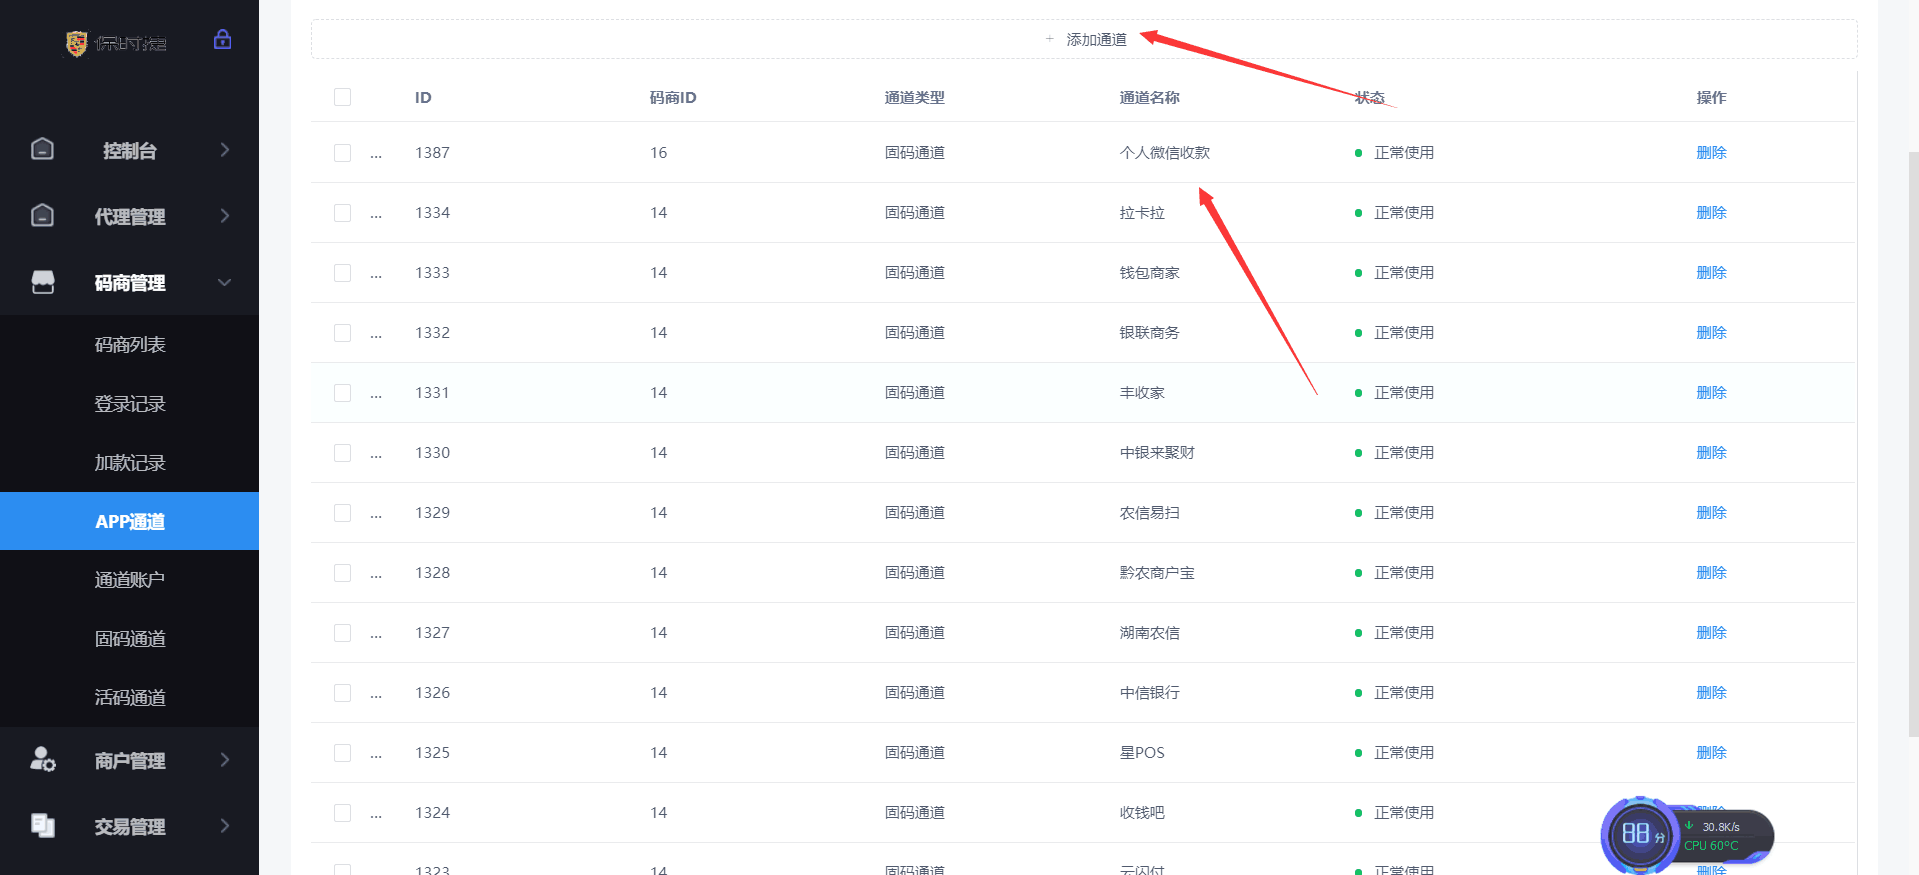 保时捷
控制台
代理管理
码商管理
码商列表
登录记录
加款记录
APP通道
通道账户
固码通道
活码通道
商户管理
交易管理
+ 添加通道
ID 码商ID 通道类型 通道名称 状态 操作
... 1387 16 固码通道 个人微信收款 正常使用 删除
... 1334 14 固码通道 拉卡拉 正常使用 删除
... 1333 14 固码通道 钱包商家 正常使用 删除
... 1332 14 固码通道 银联商务 正常使用 删除
... 1331 14 固码通道 丰收家 正常使用 删除
... 1330 14 固码通道 中银来聚财 正常使用 删除
... 1329 14 固码通道 农信易扫 正常使用 删除
... 1328 14 固码通道 黔农商户宝 正常使用 删除
... 1327 14 固码通道 湖南农信 正常使用 删除
... 1326 14 固码通道 中信银行 正常使用 删除
... 1325 14 固码通道 星POS 正常使用 删除
... 1324 14 固码通道 收钱吧 正常使用 删除
... 1323 14 固码通道 云闪付 正常使用 删除
88分
30.8K/s
CPU 60°C